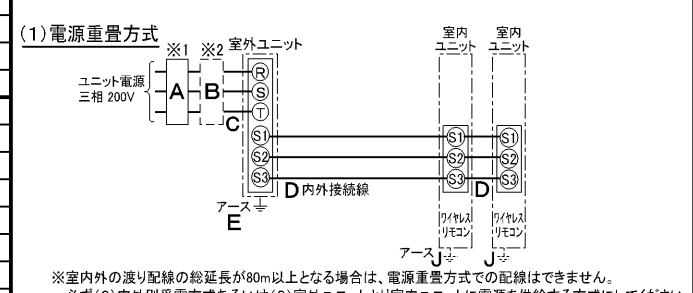 (1)電源重畳方式
※1 ※2 室外ユニット 室内 室内
ユニット ユニット
ユニット電源
三相 200V
A B
R
S
T
C
S1 S1 S1
S2 S2 S2
S3 S3 S3
D 内外接続線 D
アース
E
ワイヤレス ワイヤレス
リモコン リモコン
アース J J
※室内外の渡り配線の総延長が80m以上となる場合は、電源重畳方式での配線はできません。